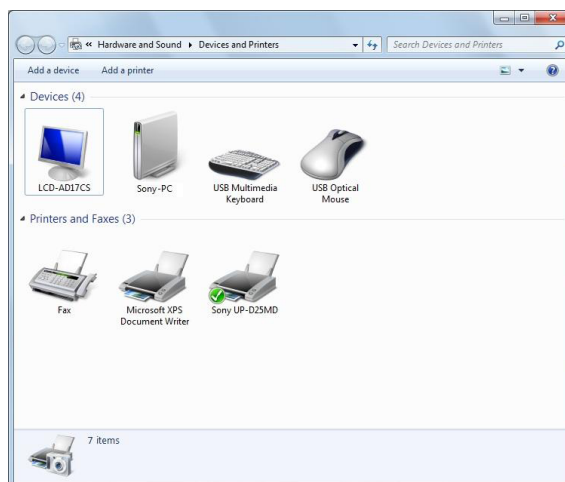 « Hardware and Sound ▸ Devices and Printers
Search Devices and Printers
Add a device Add a printer
Devices (4)
LCD-AD17CS
Sony-PC
USB Multimedia
Keyboard
USB Optical
Mouse
Printers and Faxes (3)
Fax
Microsoft XPS
Document Writer
Sony UP-D25MD
7 items